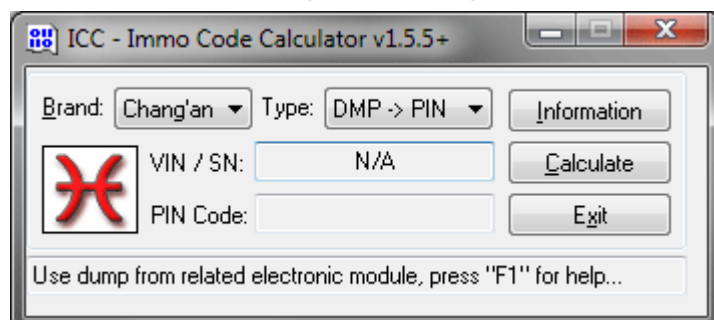 ICC - Immo Code Calculator v1.5.5+
Brand: Chang'an Type: DMP -> PIN Information
VIN / SN: N/A Calculate
PIN Code: Exit
Use dump from related electronic module, press "F1" for help...